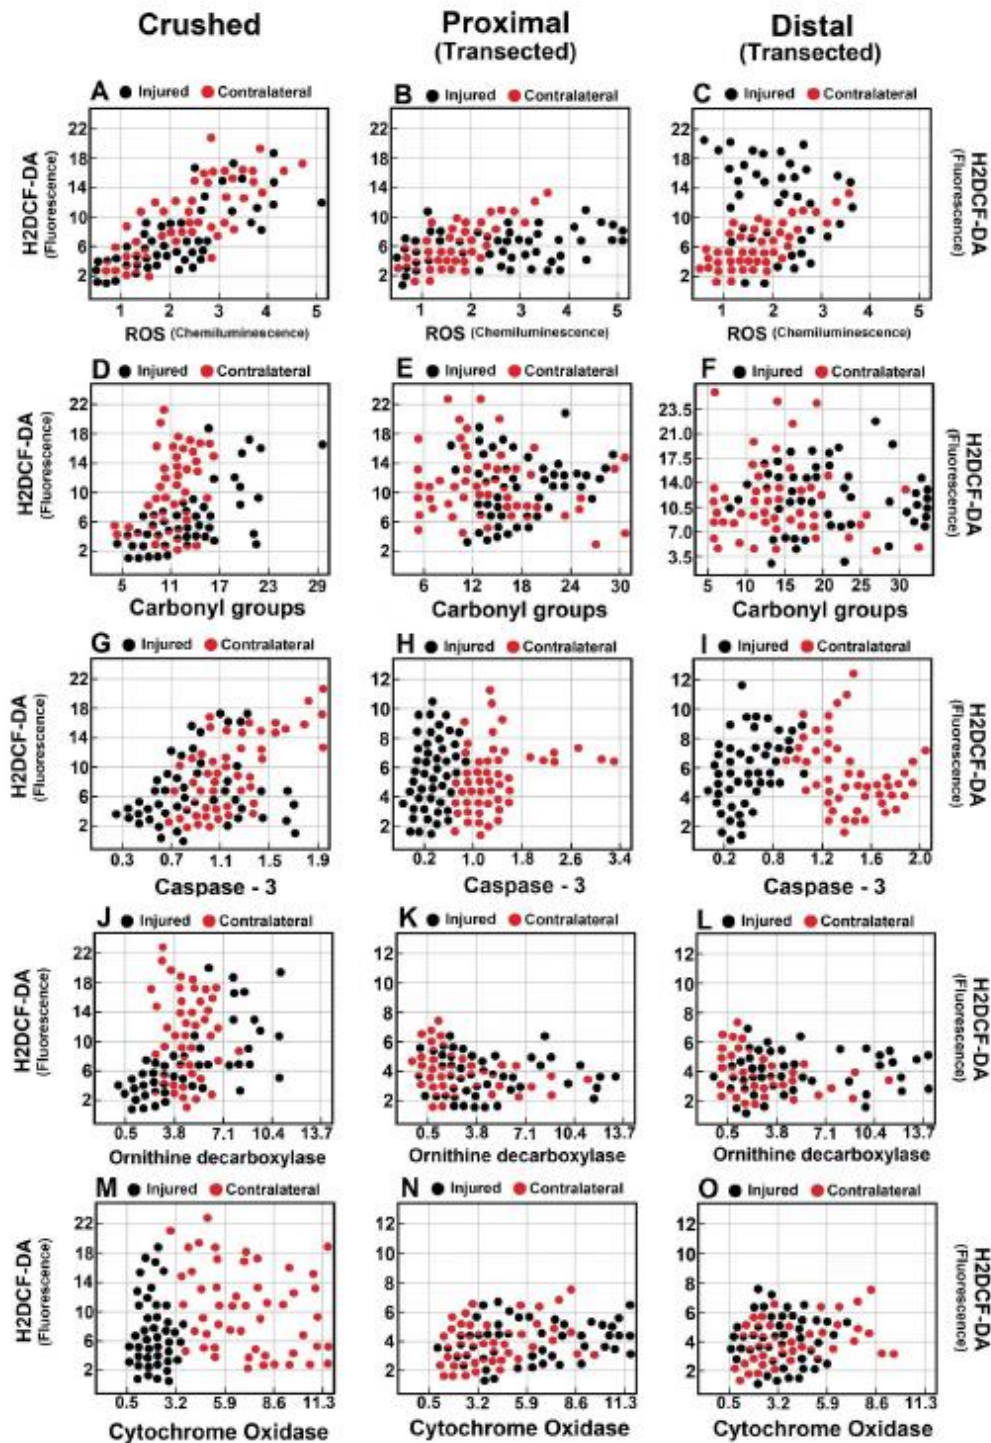 Crushed Proximal Distal
(Transected) (Transected)
A Injured Contralateral B Injured Contralateral C Injured Contralateral
H2DCF-DA
(Fluorescence)
22
18
14
10
6
2
22
18
14
10
6
2
22
18
14
10
6
2
H2DCF-DA
(Fluorescence)
1 2 3 4 5 1 2 3 4 5 1 2 3 4 5
ROS (Chemiluminescence) ROS (Chemiluminescence) ROS (Chemiluminescence)
D Injured Contralateral E Injured Contralateral F Injured Contralateral
H2DCF-DA
(Fluorescence)
22
18
14
10
6
2
22
18
14
10
6
2
23.5
21.0
17.5
14.0
10.5
7.0
3.5
H2DCF-DA
(Fluorescence)
5 11 17 22 29 6 12 18 24 30 5 10 15 20 25 30
Carbonyl groups Carbonyl groups Carbonyl groups
G Injured Contralateral H Injured Contralateral I Injured Contralateral
H2DCF-DA
(Fluorescence)
22
18
14
10
6
2
12
10
8
6
4
2
12
10
8
6
4
2
H2DCF-DA
(Fluorescence)
0.3 0.7 1.1 1.5 1.9 0.2 1.0 1.8 2.6 3.4 0.2 0.8 1.2 1.6 2.0
Caspase - 3 Caspase - 3 Caspase - 3
J Injured Contralateral K Injured Contralateral L Injured Contralateral
H2DCF-DA
(Fluorescence)
22
18
14
10
6
2
12
10
8
6
4
2
12
10
8
6
4
2
H2DCF-DA
(Fluorescence)
0.5 3.8 7.1 10.4 13.7 0.5 3.8 7.1 10.4 13.7 0.5 3.8 7.1 10.4 13.7
Ornithine decarboxylase Ornithine decarboxylase Ornithine decarboxylase
M Injured Contralateral N Injured Contralateral O Injured Contralateral
H2DCF-DA
(Fluorescence)
22
18
14
10
6
2
12
10
8
6
4
2
12
10
8
6
4
2
H2DCF-DA
(Fluorescence)
0.5 3.2 5.9 8.6 11.3 0.5 3.2 5.9 8.6 11.3 0.5 3.2 5.9 8.6 11.3
Cytochrome Oxidase Cytochrome Oxidase Cytochrome Oxidase